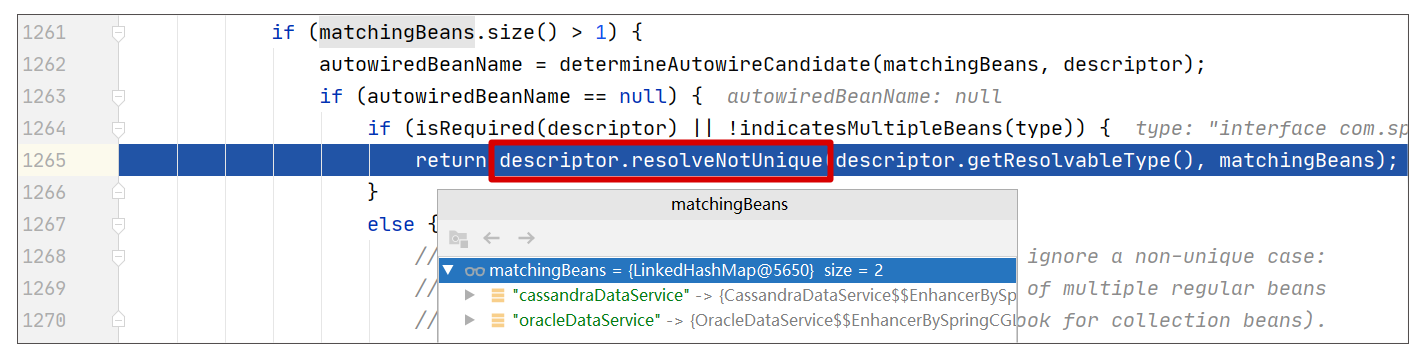 1261 if (matchingBeans.size() > 1) {
1262 autowiredBeanName = determineAutowireCandidate(matchingBeans, descriptor);
1263 if (autowiredBeanName == null) { autowiredBeanName: null
1264 if (isRequired(descriptor) || !indicatesMultipleBeans(type)) { type: "interface com.sp
1265 return descriptor.resolveNotUnique(descriptor.getResolvableType(), matchingBeans);
1266 }
matchingBeans
1267 else {
1268 // ignore a non-unique case:
matchingBeans = {LinkedHashMap@5650} size = 2
1269 // of multiple regular beans
"cassandraDataService" -> {CassandraDataService$$EnhancerBySp
1270 // ook for collection beans).
"oracleDataService" -> {OracleDataService$$EnhancerBySpringCGL